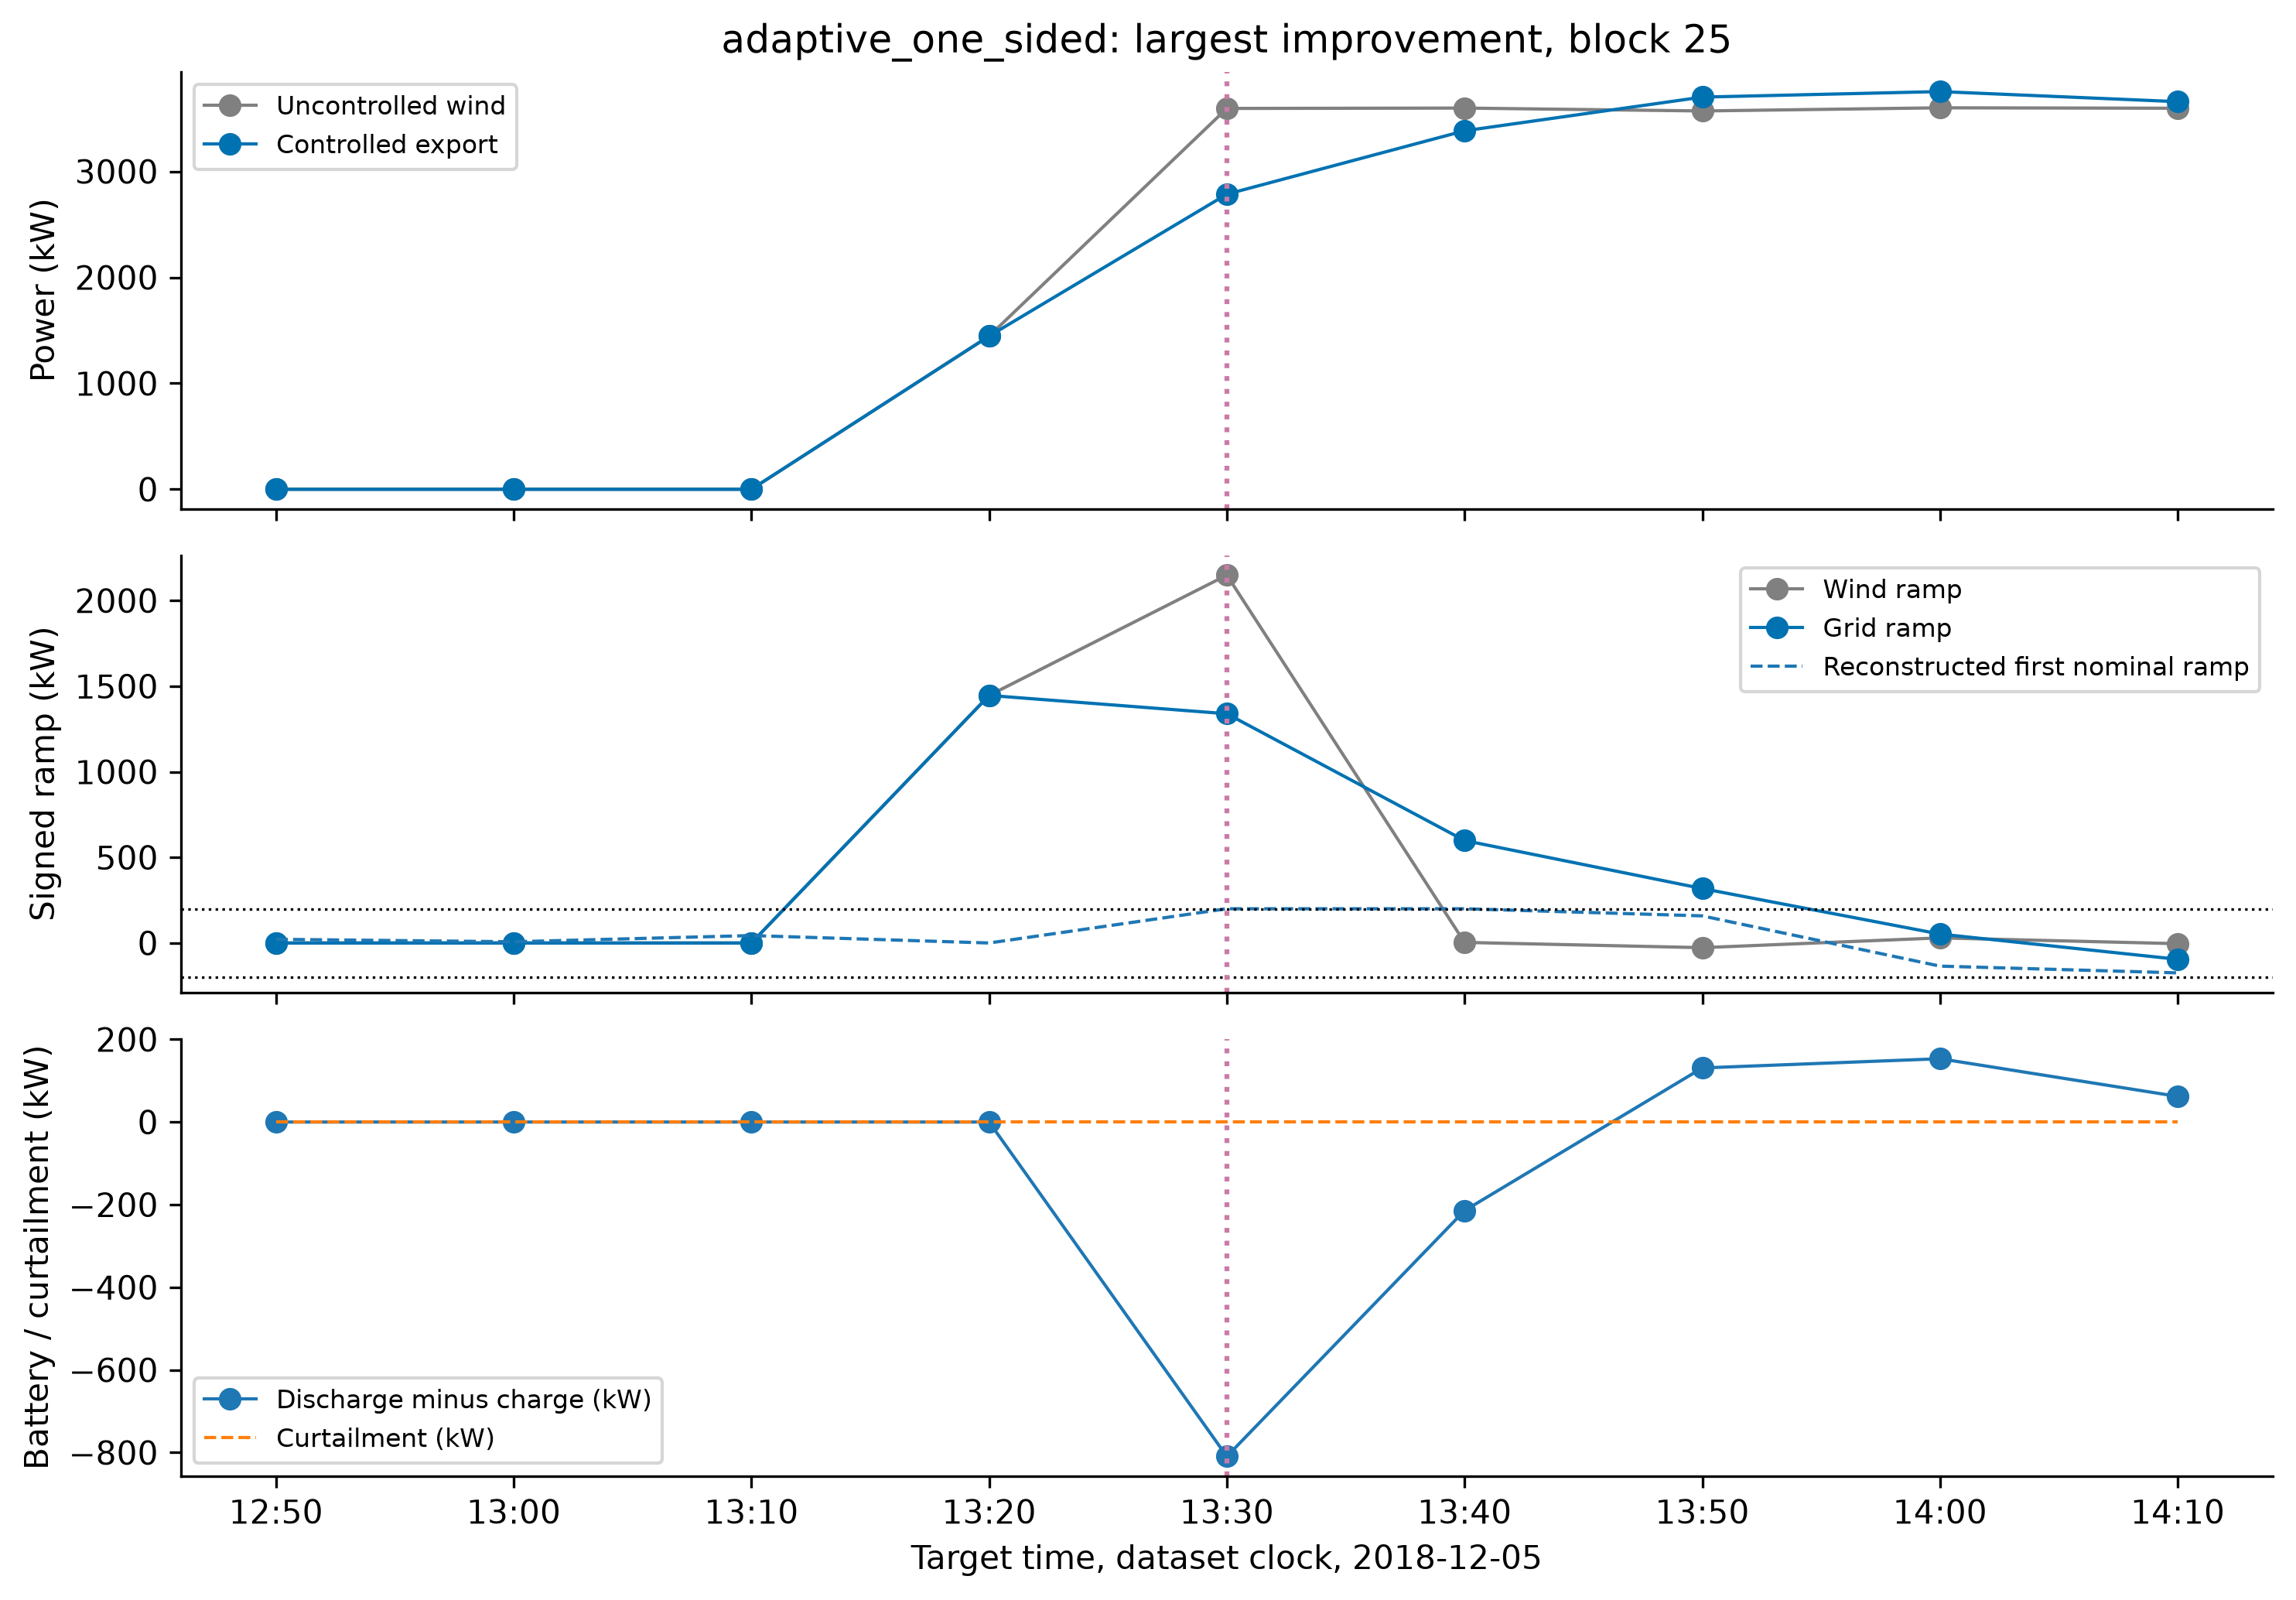 adaptive_one_sided: largest improvement, block 25
Uncontrolled wind
Controlled export
Power (kW)
3000
2000
1000
0
Wind ramp
Grid ramp
Reconstructed first nominal ramp
Signed ramp (kW)
2000
1500
1000
500
0
Battery / curtailment (kW)
200
0
−200
−400
−600
−800
Discharge minus charge (kW)
Curtailment (kW)
12:50 13:00 13:10 13:20 13:30 13:40 13:50 14:00 14:10
Target time, dataset clock, 2018-12-05